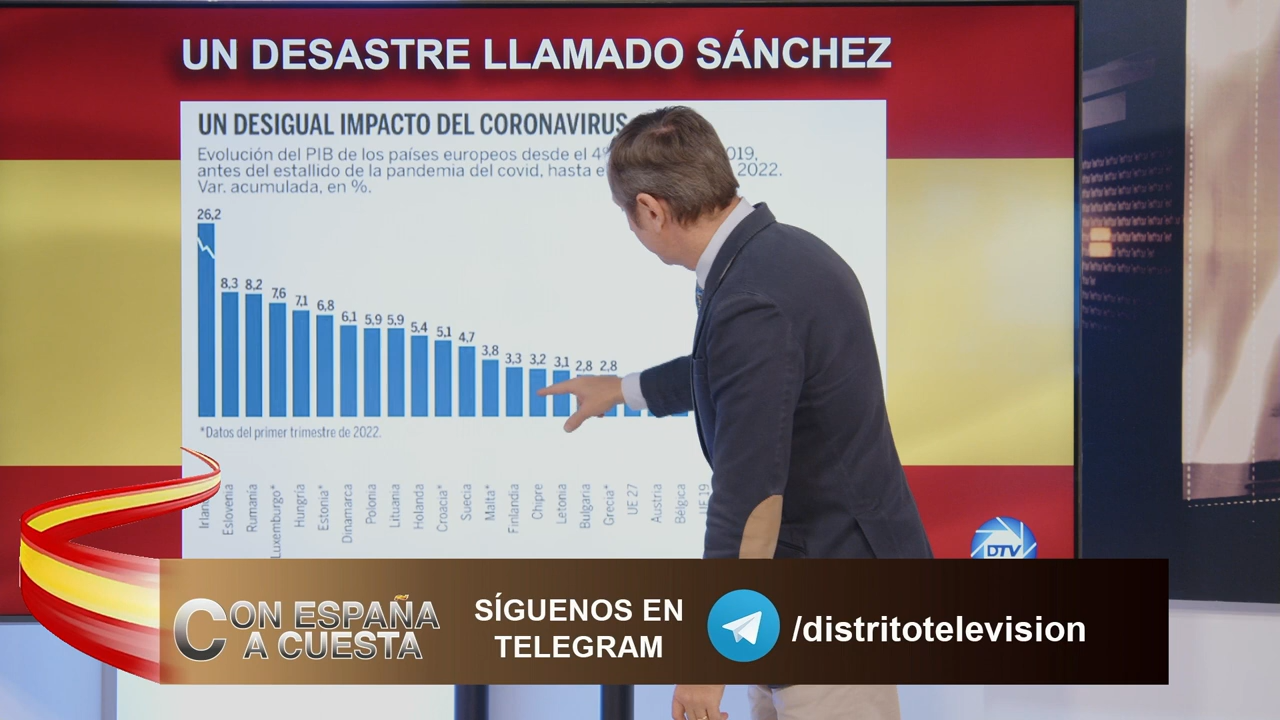 UN DESASTRE LLAMADO SÁNCHEZ
UN DESIGUAL IMPACTO DEL CORONAVIRUS
Evolución del PIB de los países europeos desde el 4º 019,
antes del estallido de la pandemia del covid, hasta 2022.
Var. acumulada, en %.
26,2 8,3 8,2 7,6 7,1 6,8 6,1 5,9 5,9 5,4 5,1 4,7 3,8 3,3 3,2 3,1 2,8 2,8
*Datos del primer trimestre de 2022.
Eslovenia Rumanía Luxemburgo* Hungría Estonia* Dinamarca Polonia Lituania Holanda Croacia* Suecia Malta* Finlandia Chipre Letonia Bulgaria Grecia* UE 27 Austria Bélgica UE 19
DTV
CON ESPAÑA
A CUESTA
SÍGUENOS EN
TELEGRAM
/distritotelevision